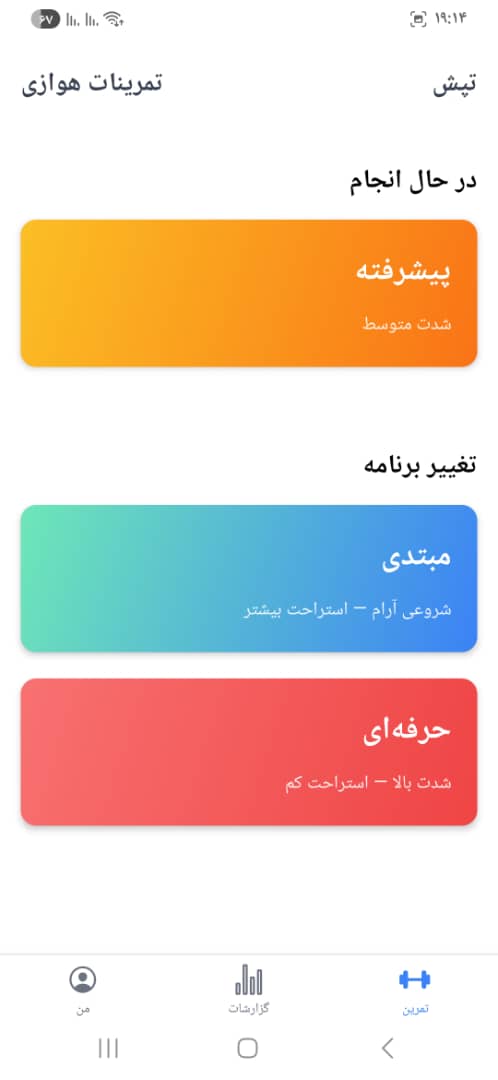 ۱۹:۱۴
۶۷
تپش
تمرینات هوازی
در حال انجام
پیشرفته
شدت متوسط
تغییر برنامه
مبتدی
شروعی آرام — استراحت بیشتر
حرفه‌ای
شدت بالا — استراحت کم
تمرین
گزارشات
من